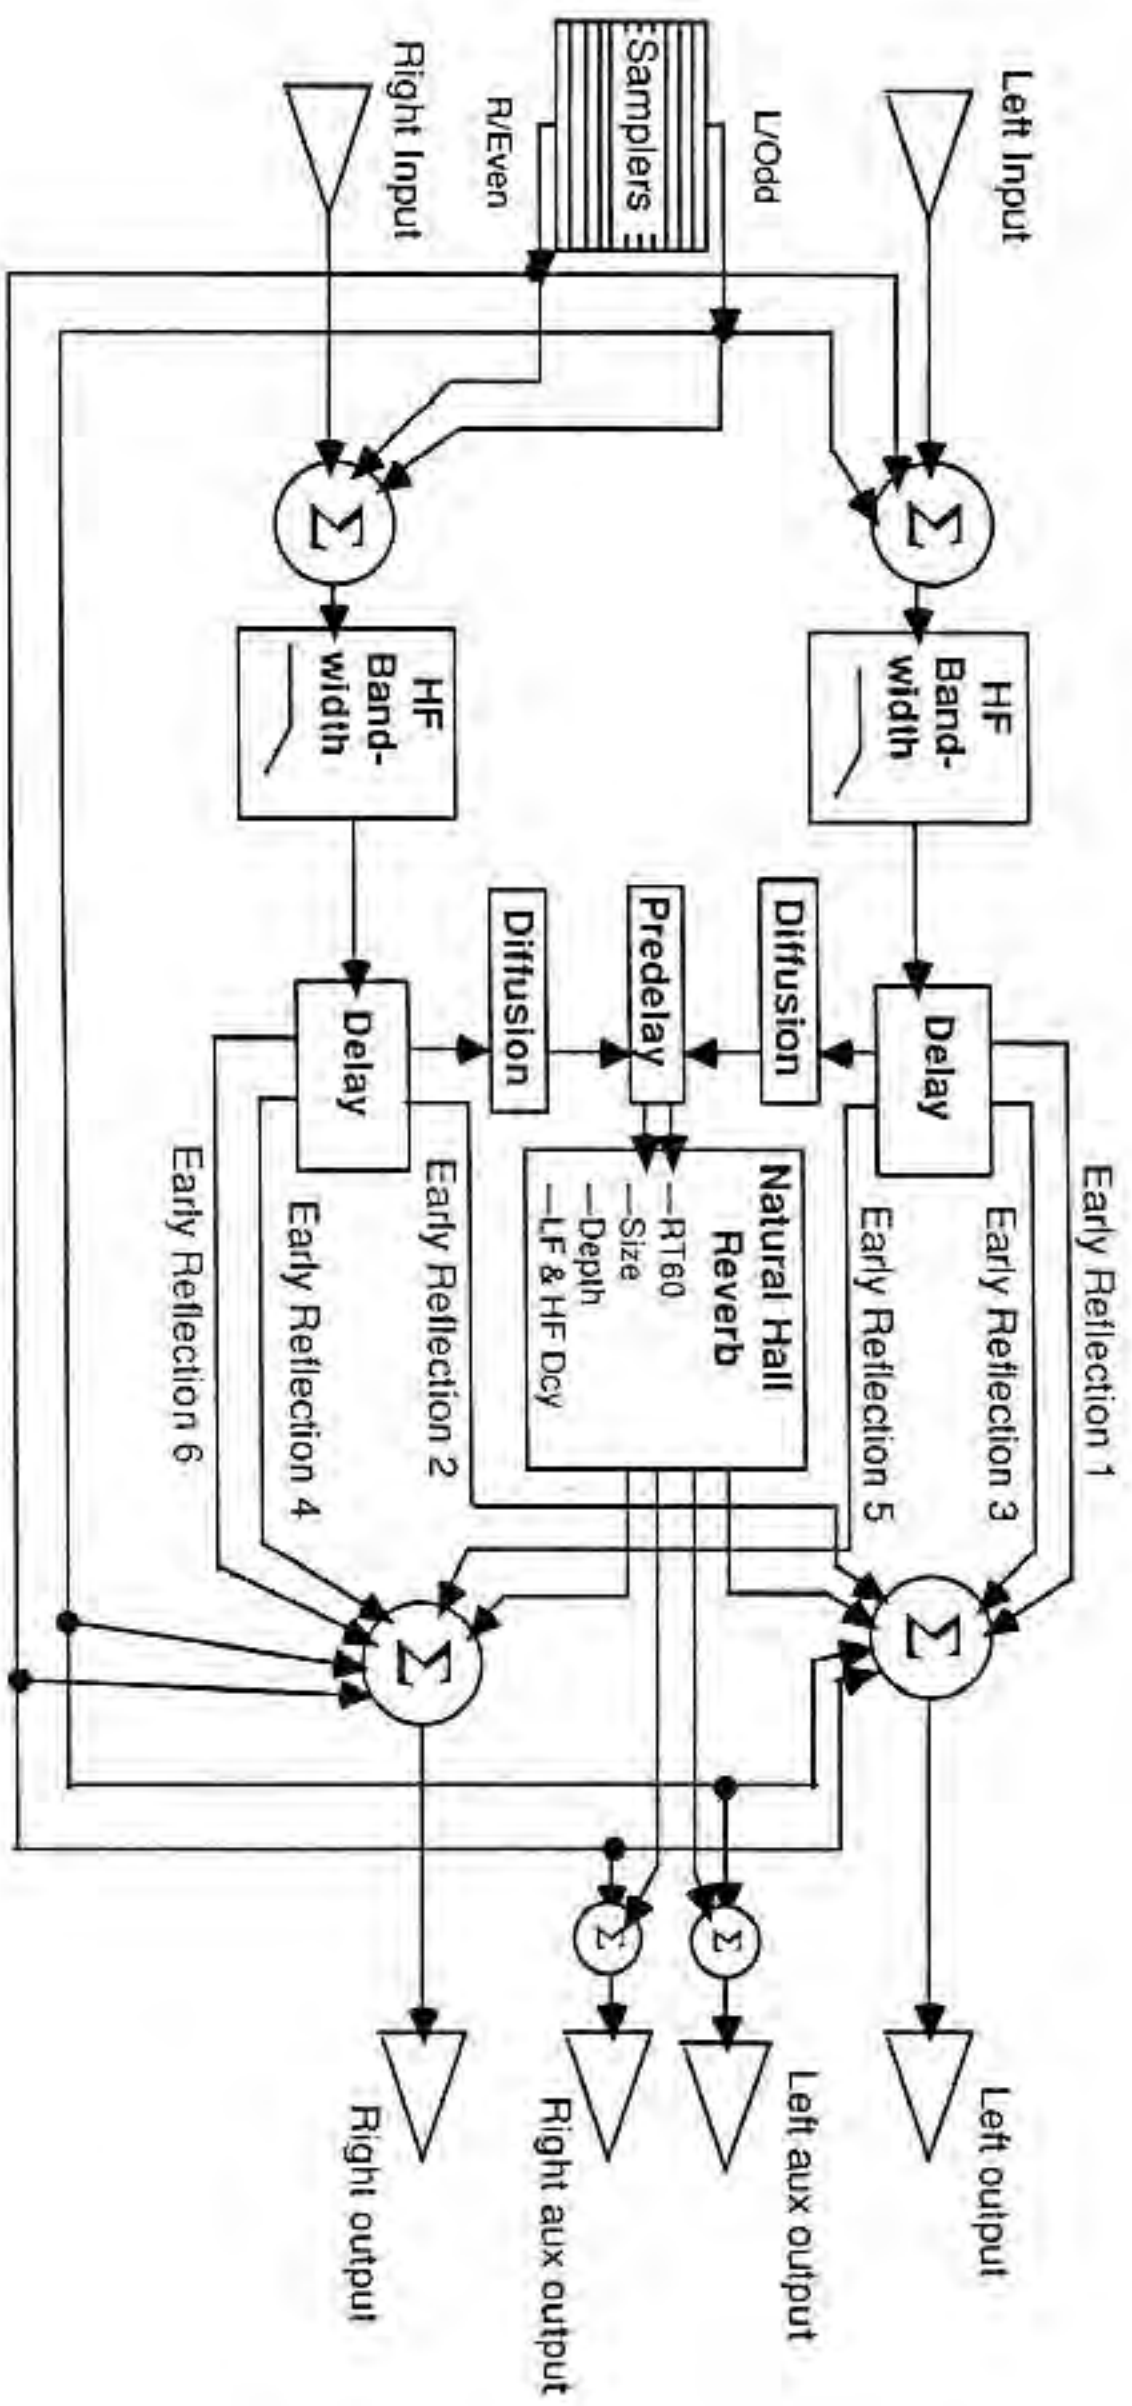 Left Input
L/Odd
Samplers
R/Even
Right Input
Σ
Σ
HF
Band-
width
HF
Band-
width
Delay
Diffusion
Predelay
Diffusion
Delay
Early Reflection 1
Early Reflection 3
Early Reflection 5
Natural Hall
Reverb
—RT60
—Size
—Depth
—LF & HF Dcy
Early Reflection 2
Early Reflection 4
Early Reflection 6
Σ
Σ
Σ
Σ
Left output
Left aux output
Right aux output
Right output